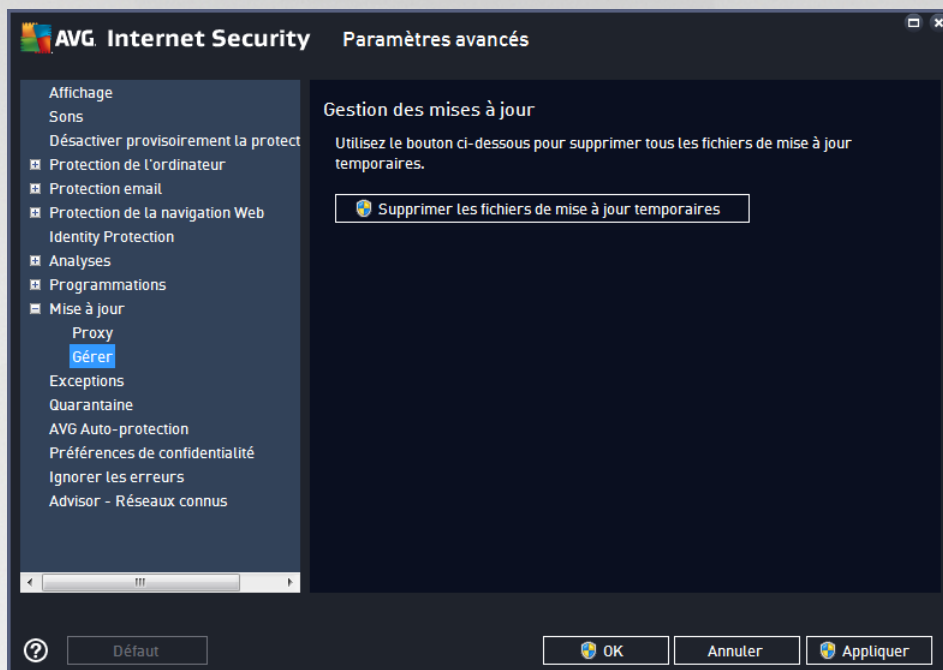 AVG. Internet Security Paramètres avancés
Affichage
Sons
Désactiver provisoirement la protect
Protection de l'ordinateur
Protection email
Protection de la navigation Web
Identity Protection
Analyses
Programmations
Mise à jour
Proxy
Gérer
Exceptions
Quarantaine
AVG Auto-protection
Préférences de confidentialité
Ignorer les erreurs
Advisor - Réseaux connus
Gestion des mises à jour
Utilisez le bouton ci-dessous pour supprimer tous les fichiers de mise à jour
temporaires.
Supprimer les fichiers de mise à jour temporaires
Défaut
OK
Annuler
Appliquer